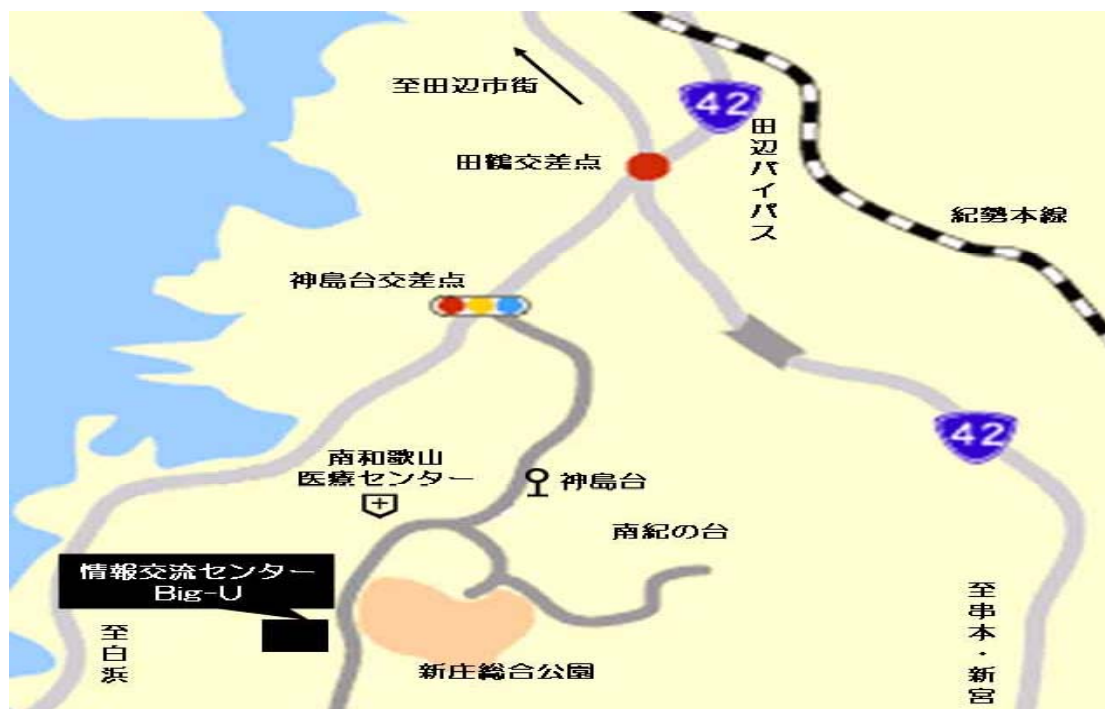 至田辺市街
42
田辺バイパス
田鶴交差点
紀勢本線
神島台交差点
42
南和歌山
医療センター
神島台
南紀の台
情報交流センター
Big-U
至白浜
新庄総合公園
至串本・新宮